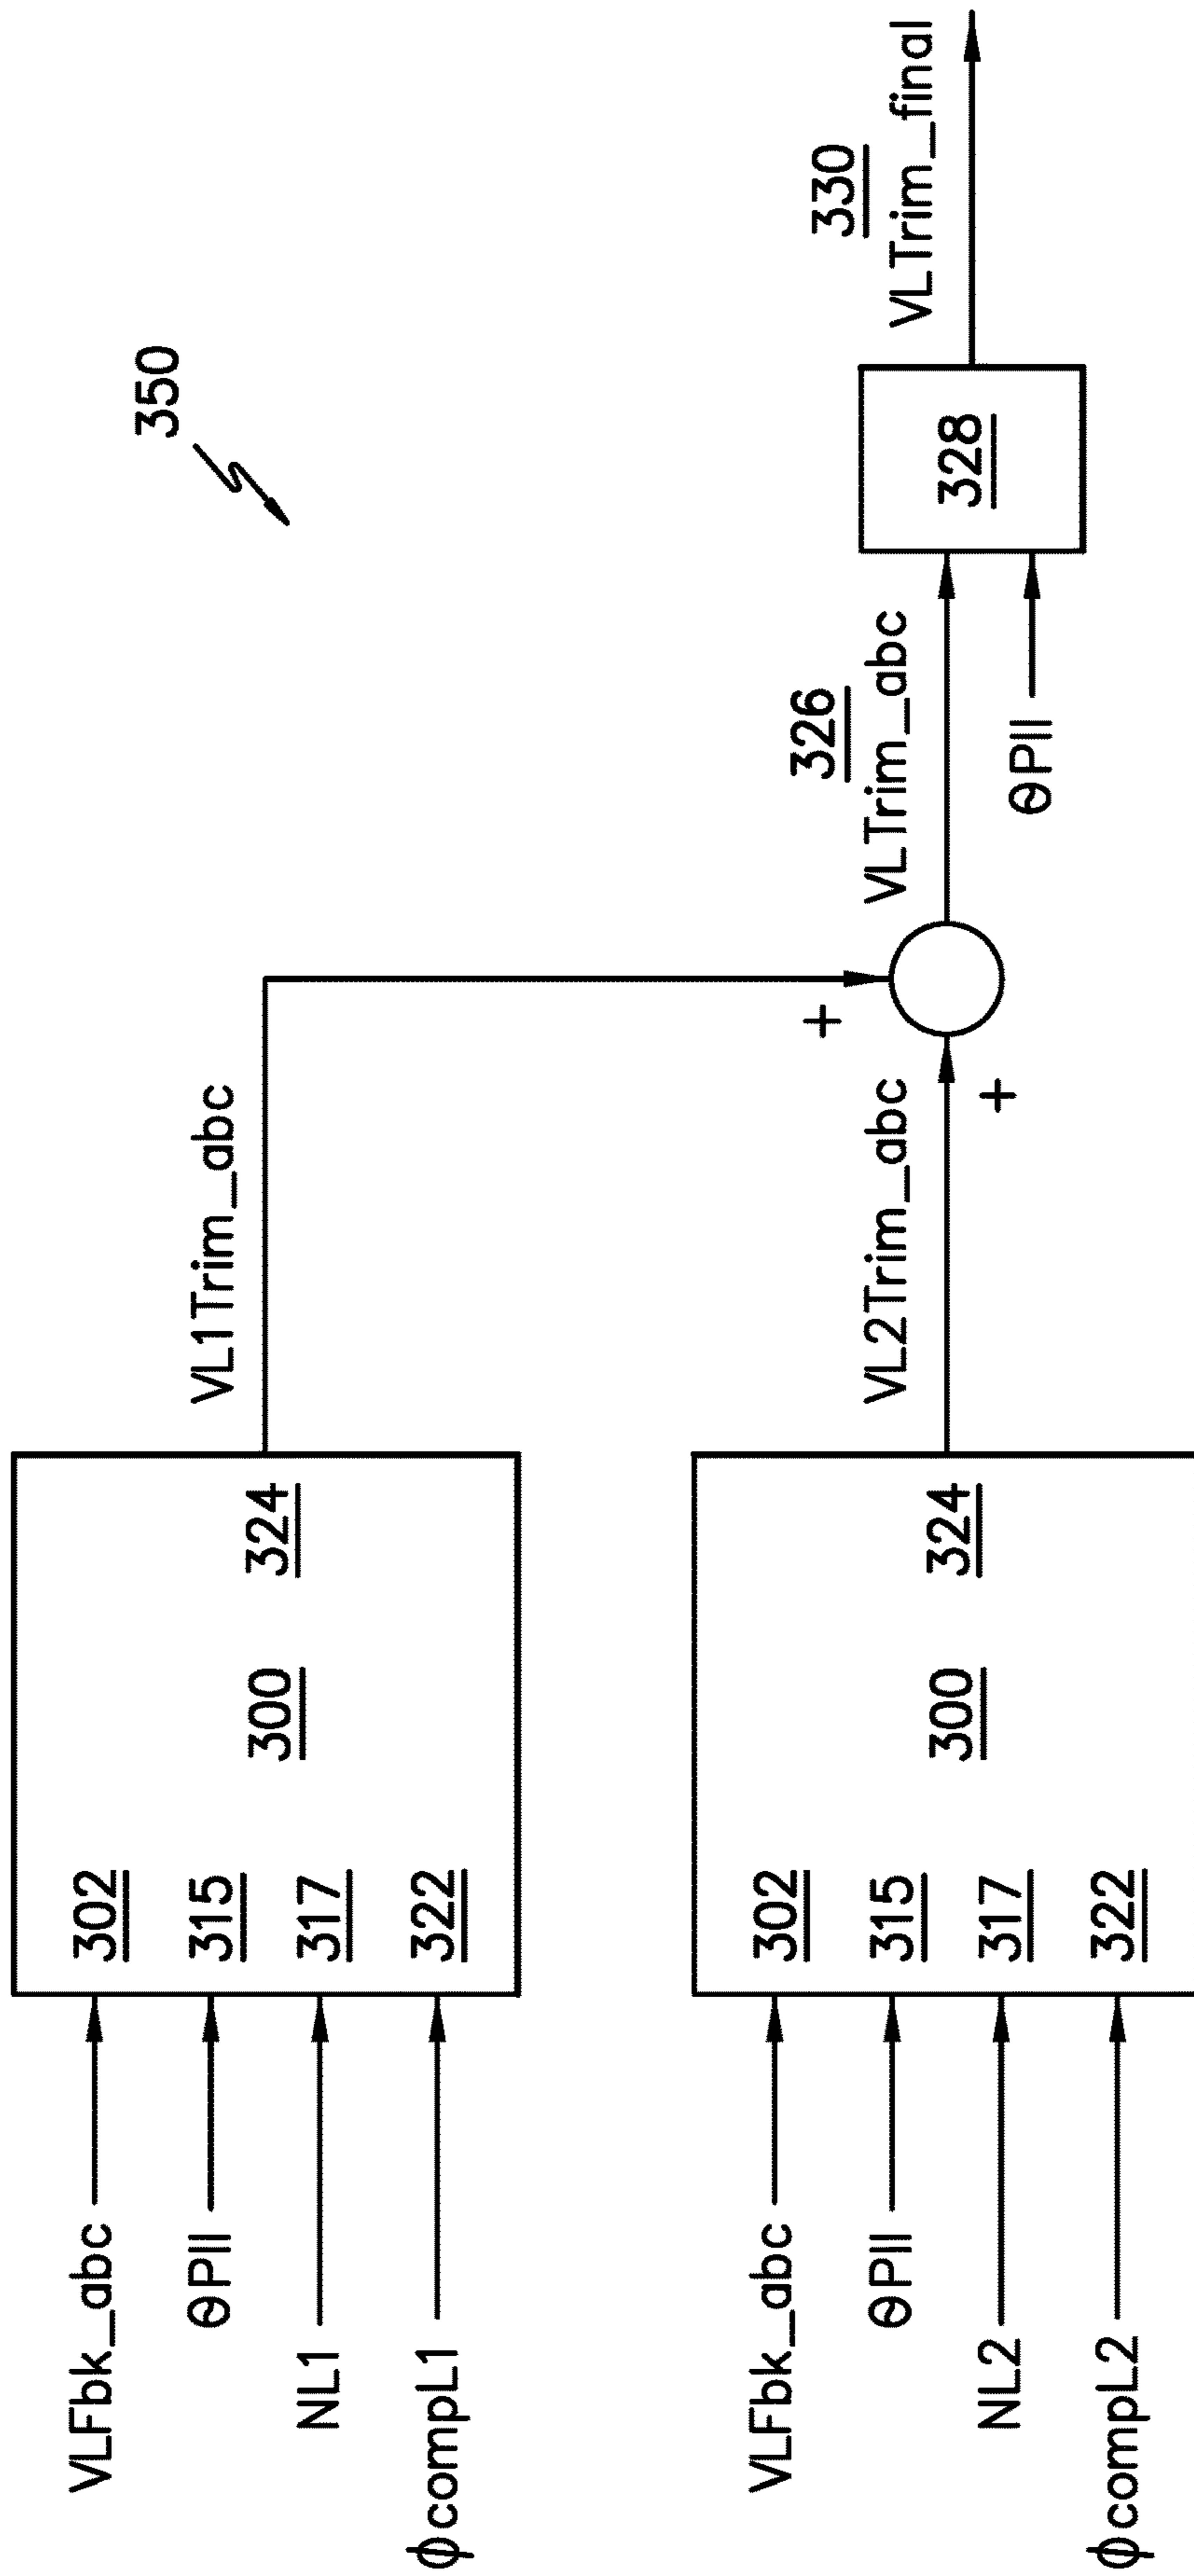 350
VLFbk_abc
302
ΘPll
315
NL1
317
ϕcompL1
322
300
324
VL1Trim_abc
+
VLFbk_abc
302
ΘPll
315
NL2
317
ϕcompL2
322
300
324
VL2Trim_abc
+
326
VLTrim_abc
ΘPll
328
330
VLTrim_final